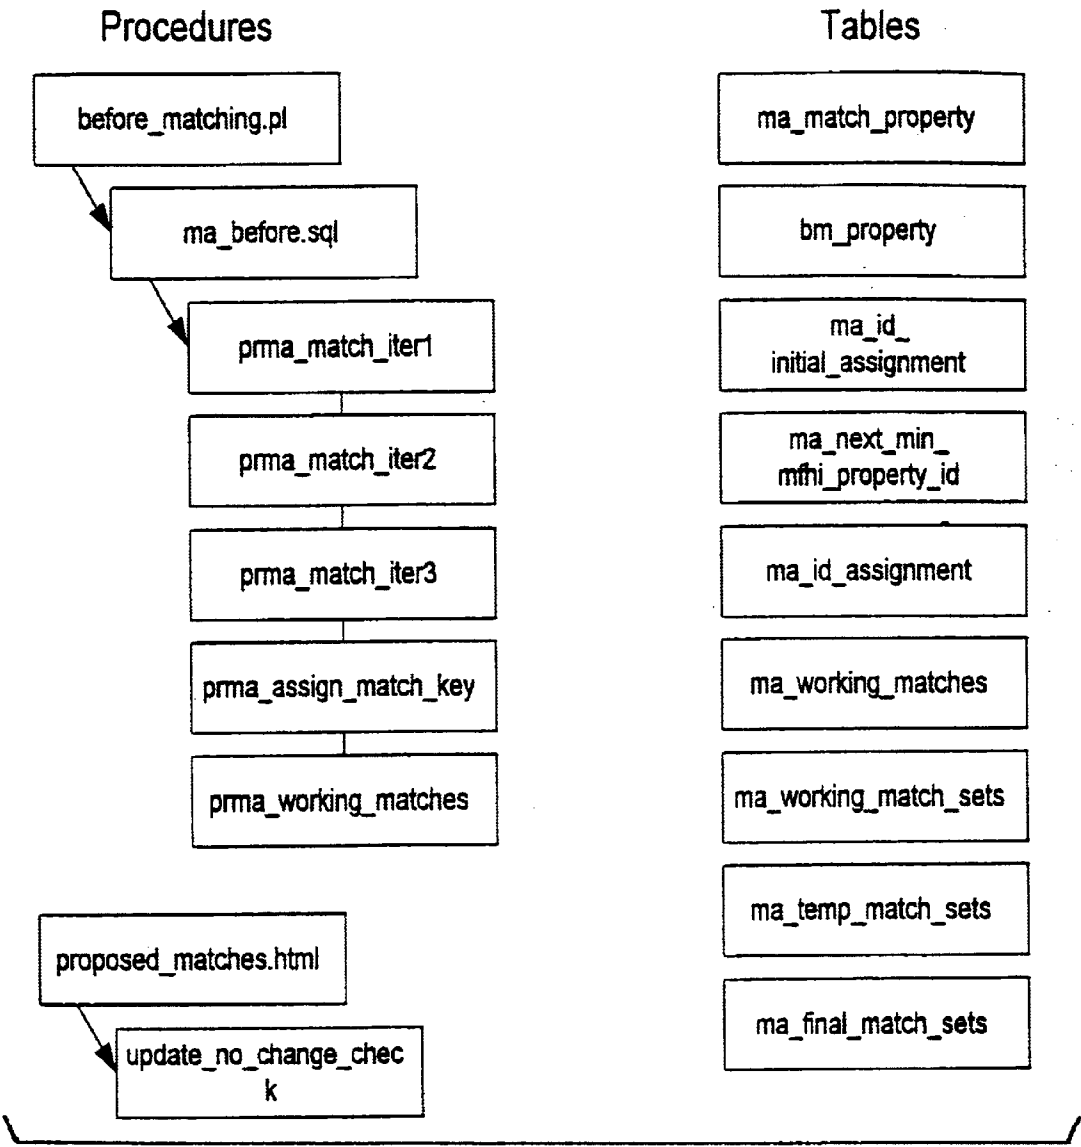 Procedures
before_matching.pl
ma_before.sql
prma_match_iter1
prma_match_iter2
prma_match_iter3
prma_assign_match_key
prma_working_matches
proposed_matches.html
update_no_change_chec
k
Tables
ma_match_property
bm_property
ma_id_
initial_assignment
ma_next_min_
mfhi_property_id
ma_id_assignment
ma_working_matches
ma_working_match_sets
ma_temp_match_sets
ma_final_match_sets